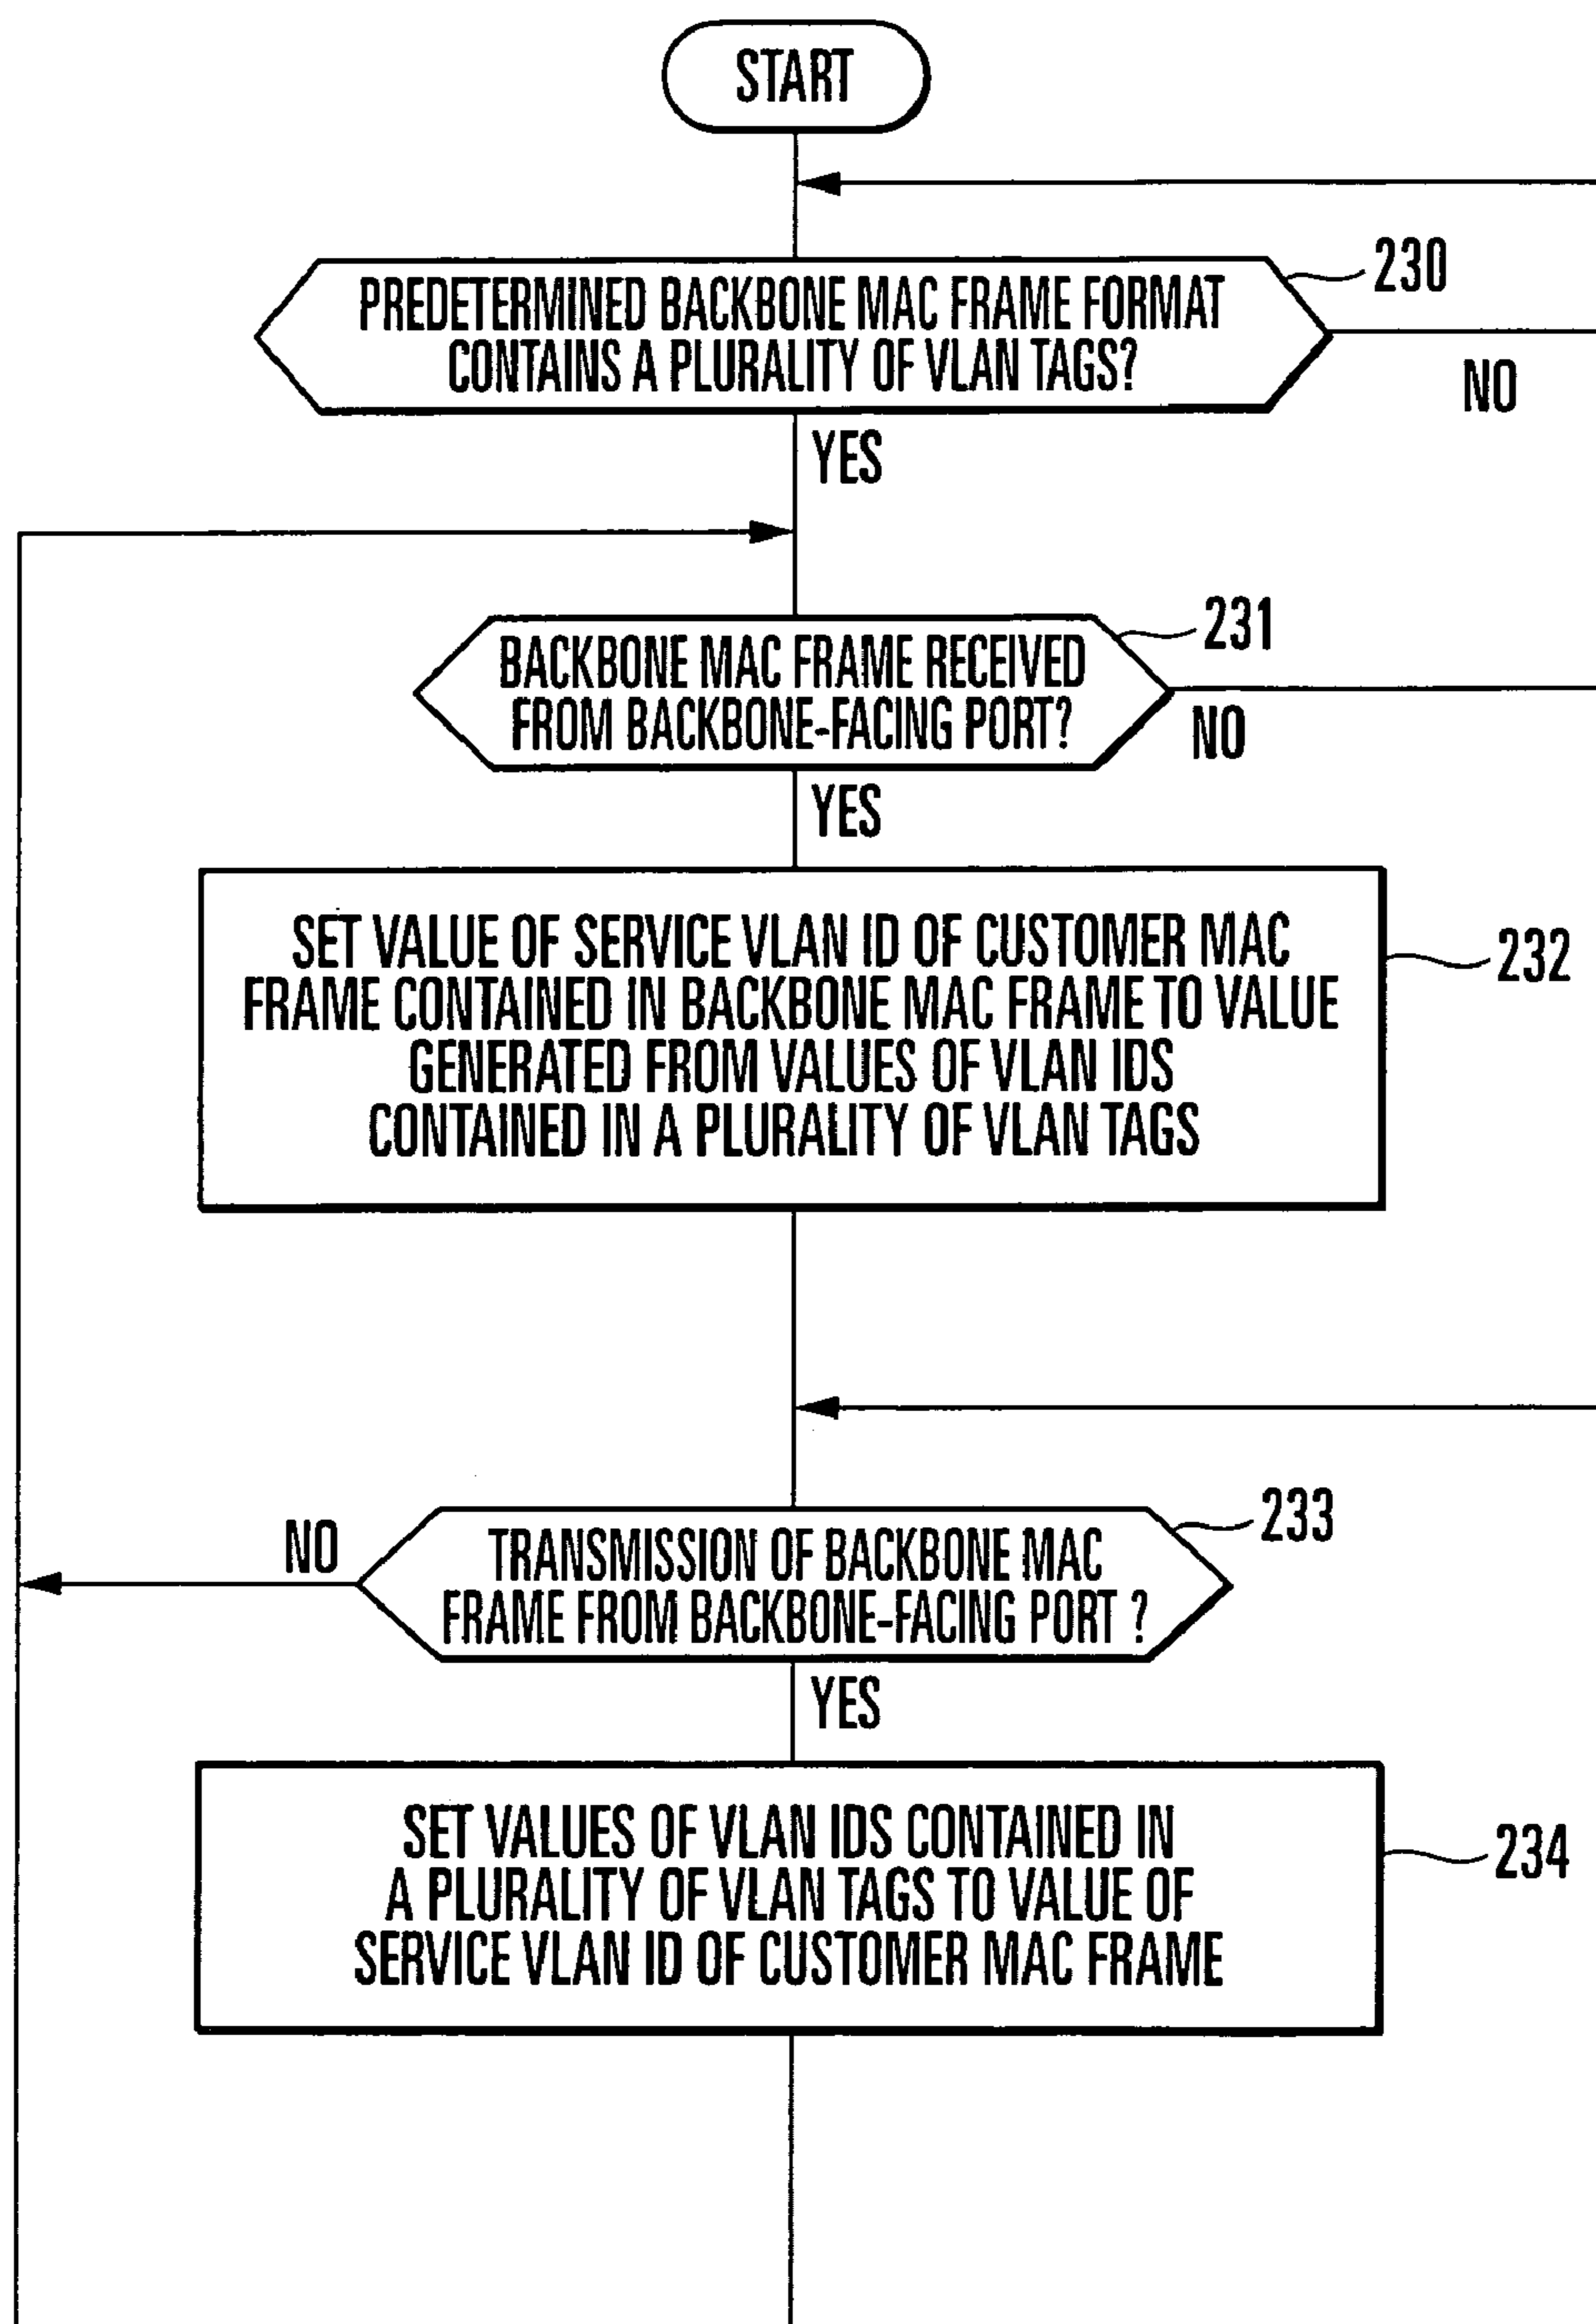 START
230
PREDETERMINED BACKBONE MAC FRAME FORMAT
CONTAINS A PLURALITY OF VLAN TAGS?
NO
YES
231
BACKBONE MAC FRAME RECEIVED
FROM BACKBONE-FACING PORT?
NO
YES
SET VALUE OF SERVICE VLAN ID OF CUSTOMER MAC
FRAME CONTAINED IN BACKBONE MAC FRAME TO VALUE
GENERATED FROM VALUES OF VLAN IDS
CONTAINED IN A PLURALITY OF VLAN TAGS
232
233
NO
TRANSMISSION OF BACKBONE MAC
FRAME FROM BACKBONE-FACING PORT ?
YES
SET VALUES OF VLAN IDS CONTAINED IN
A PLURALITY OF VLAN TAGS TO VALUE OF
SERVICE VLAN ID OF CUSTOMER MAC FRAME
234